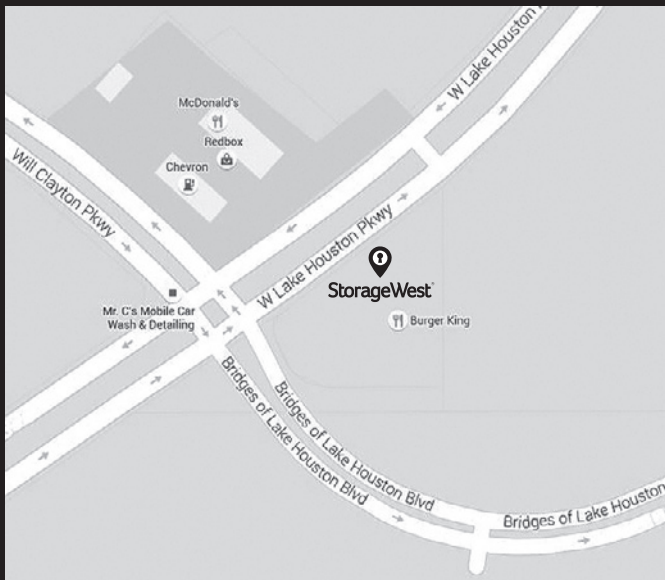 W Lake Houston
McDonald's
Redbox
Chevron
Will Clayton Pkwy
W Lake Houston Pkwy
StorageWest
Mr. C's Mobile Car
Wash & Detailing
Burger King
Bridges of Lake Houston Blvd
Bridges of Lake Houston Blvd
Bridges of Lake Houston